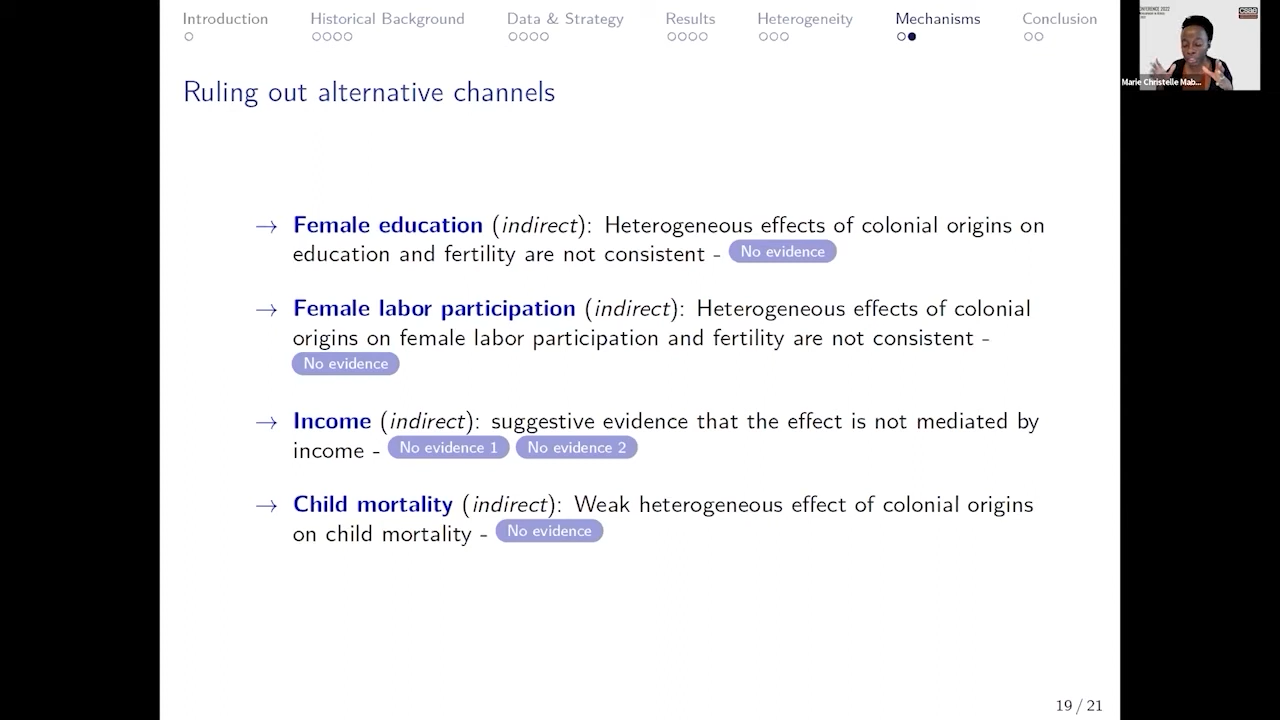 Introduction Historical Background Data & Strategy Results Heterogeneity Mechanisms Conclusion
Ruling out alternative channels
→ Female education (indirect): Heterogeneous effects of colonial origins on
education and fertility are not consistent - No evidence
→ Female labor participation (indirect): Heterogeneous effects of colonial
origins on female labor participation and fertility are not consistent -
No evidence
→ Income (indirect): suggestive evidence that the effect is not mediated by
income - No evidence 1 No evidence 2
→ Child mortality (indirect): Weak heterogeneous effect of colonial origins
on child mortality - No evidence
19 / 21
CONFERENCE 2022
CSAE
Marie Christelle Mab...